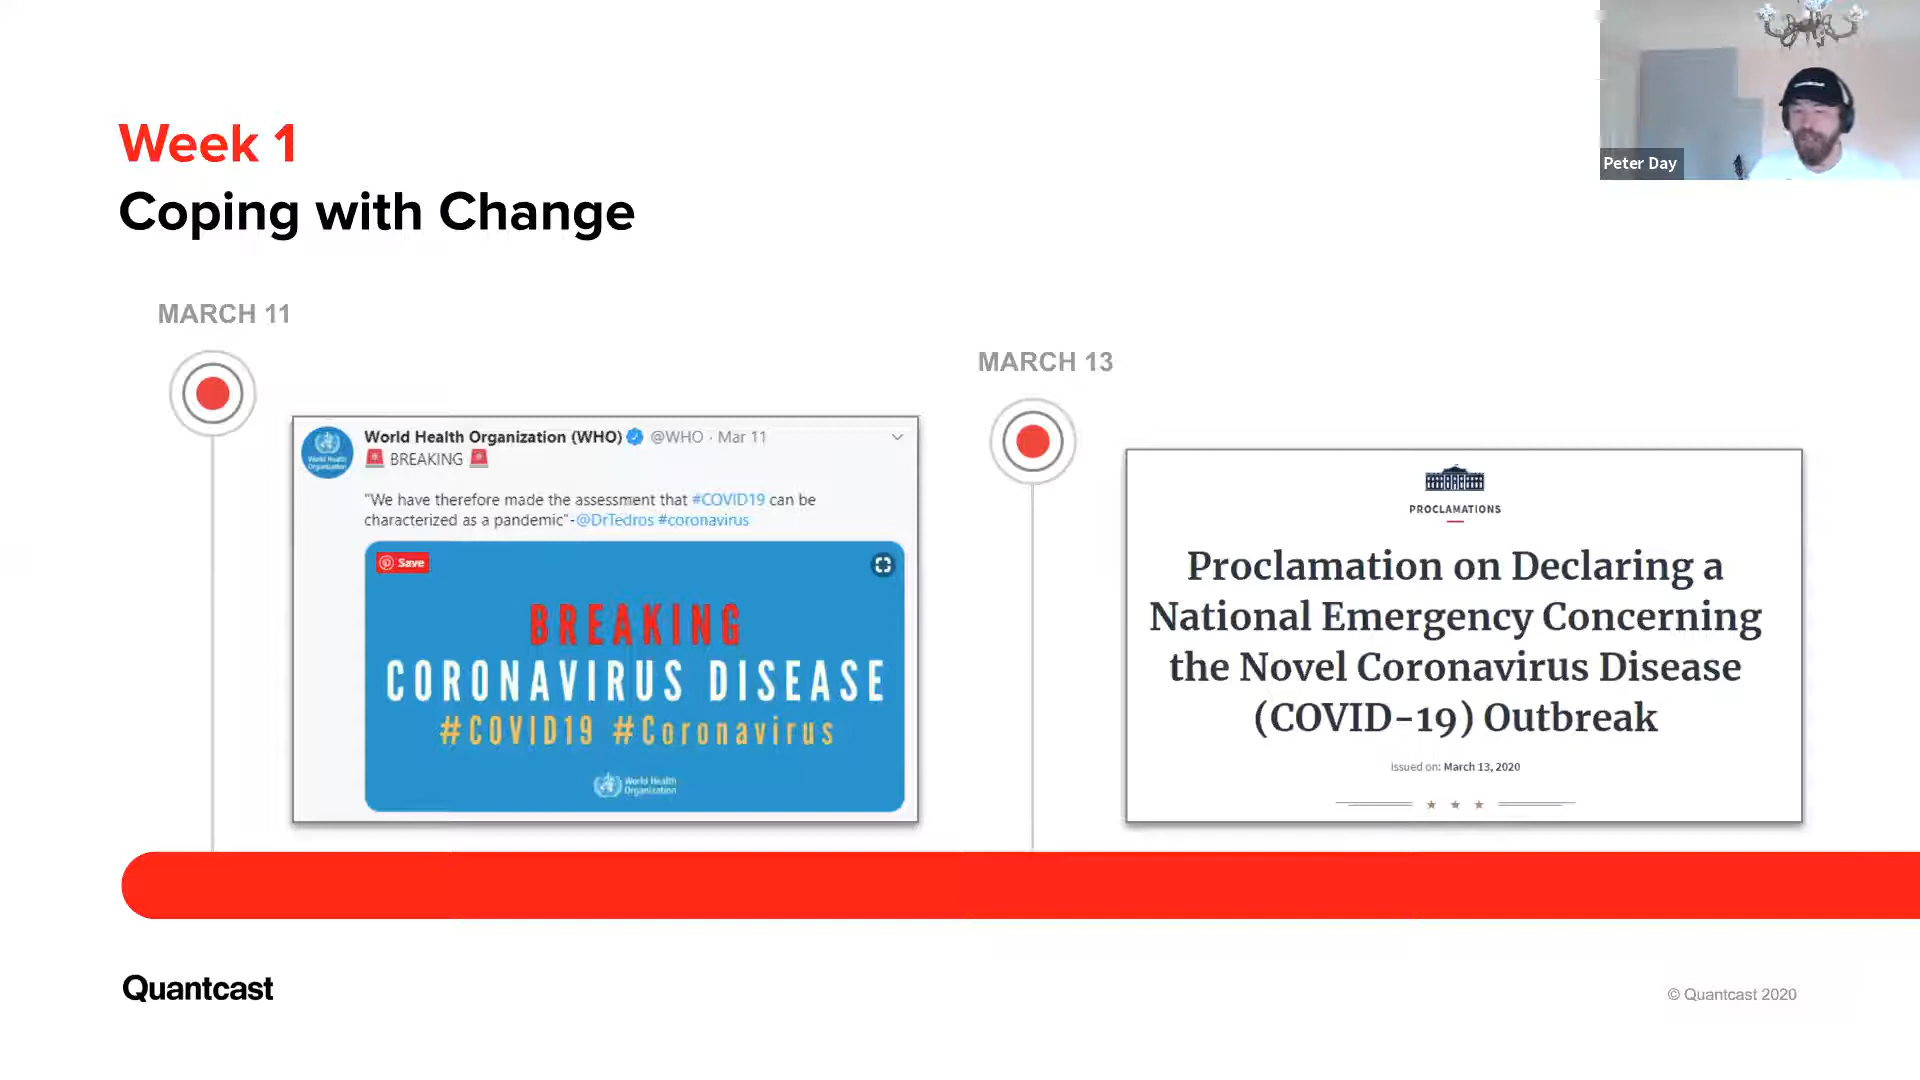 Week 1
Coping with Change
Peter Day
MARCH 11
World Health Organization (WHO) @WHO · Mar 11
BREAKING
"We have therefore made the assessment that #COVID19 can be
characterized as a pandemic"-@DrTedros #coronavirus
Save
BREAKING
CORONAVIRUS DISEASE
#COVID19 #Coronavirus
World Health
Organization
MARCH 13
PROCLAMATIONS
Proclamation on Declaring a
National Emergency Concerning
the Novel Coronavirus Disease
(COVID-19) Outbreak
Issued on: March 13, 2020
Quantcast
© Quantcast 2020